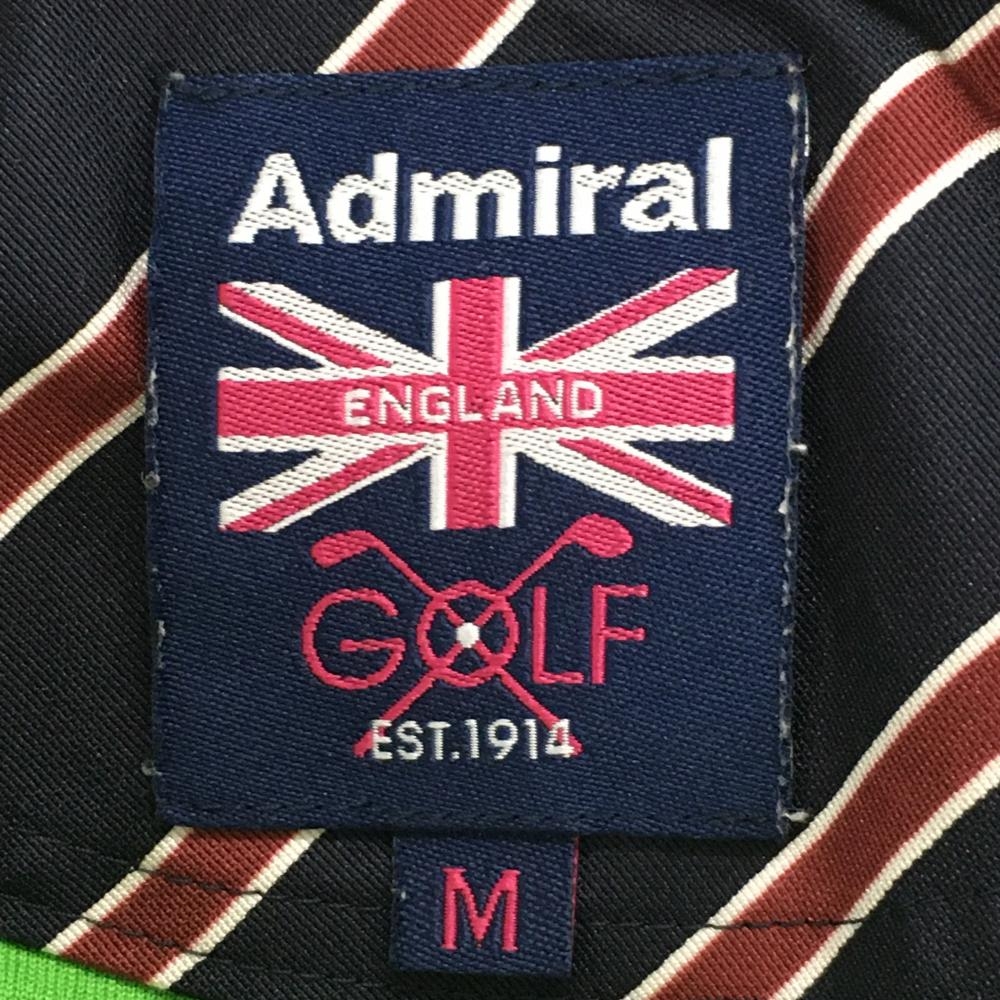 Admiral
ENGLAND
GOLF
EST.1914
M